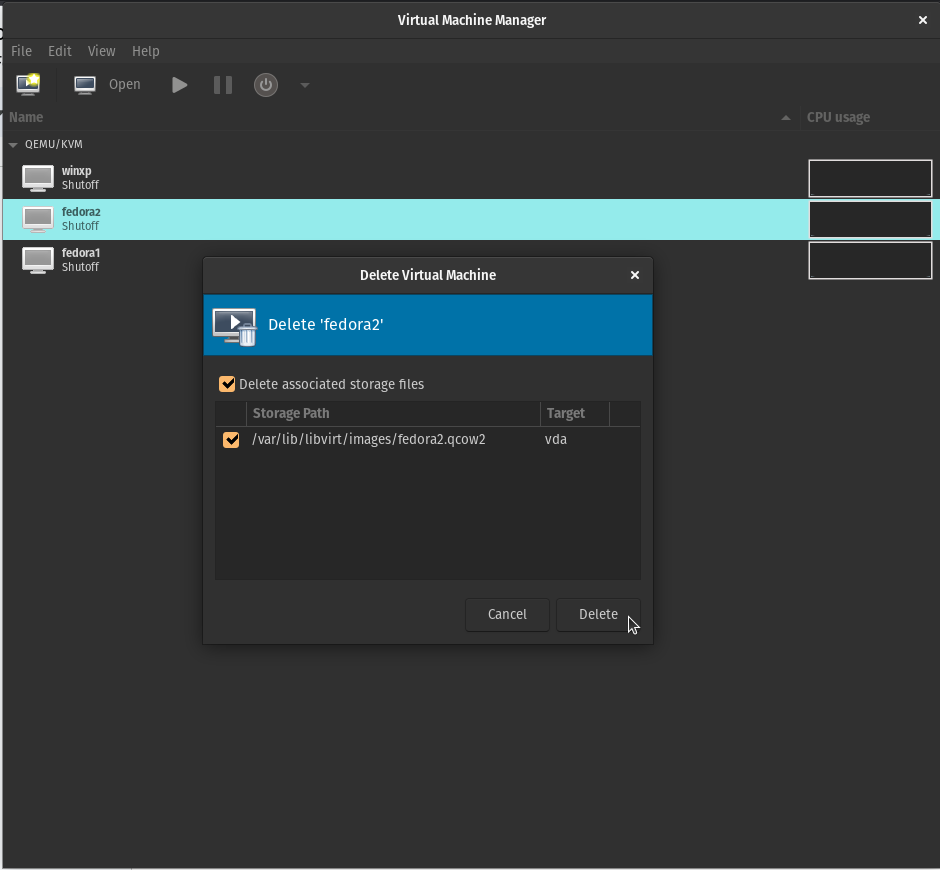 Virtual Machine Manager
File Edit View Help
Open
Name CPU usage
QEMU/KVM
winxp
Shutoff
fedora2
Shutoff
fedora1
Shutoff
Delete Virtual Machine
Delete 'fedora2'
Delete associated storage files
Storage Path Target
/var/lib/libvirt/images/fedora2.qcow2 vda
Cancel Delete